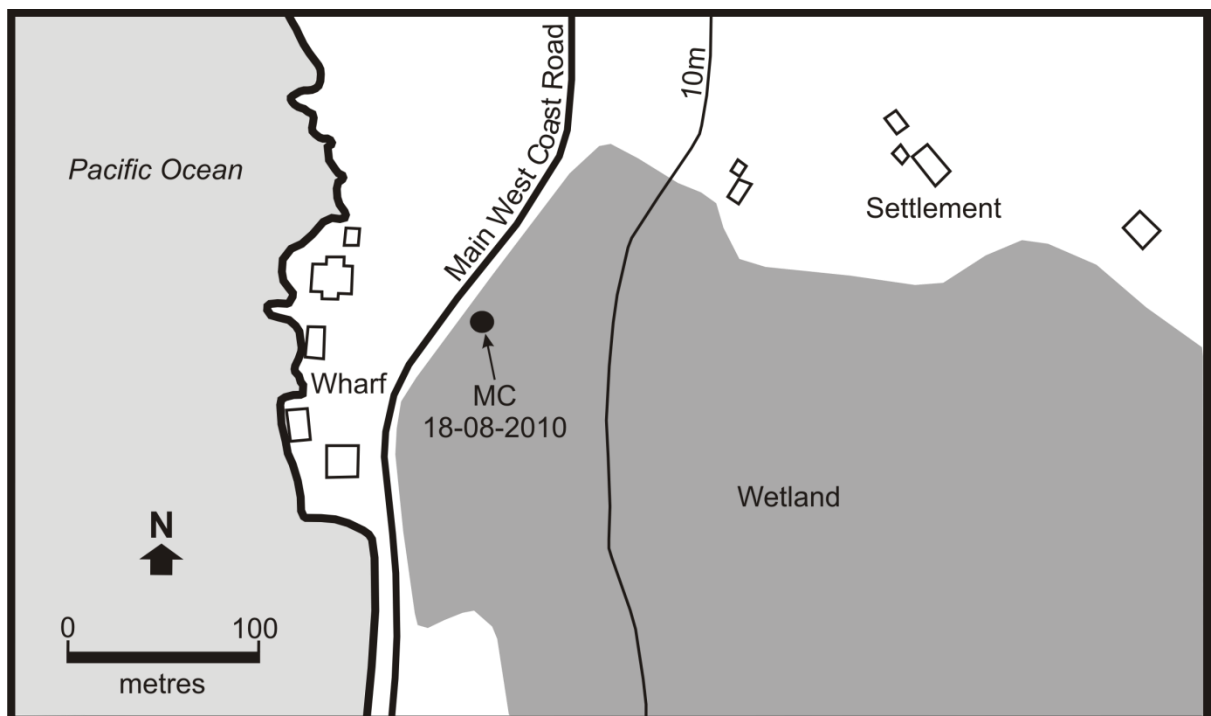 Pacific Ocean
Main West Coast Road
10m
Settlement
Wharf
MC
18-08-2010
Wetland
N
0 100
metres